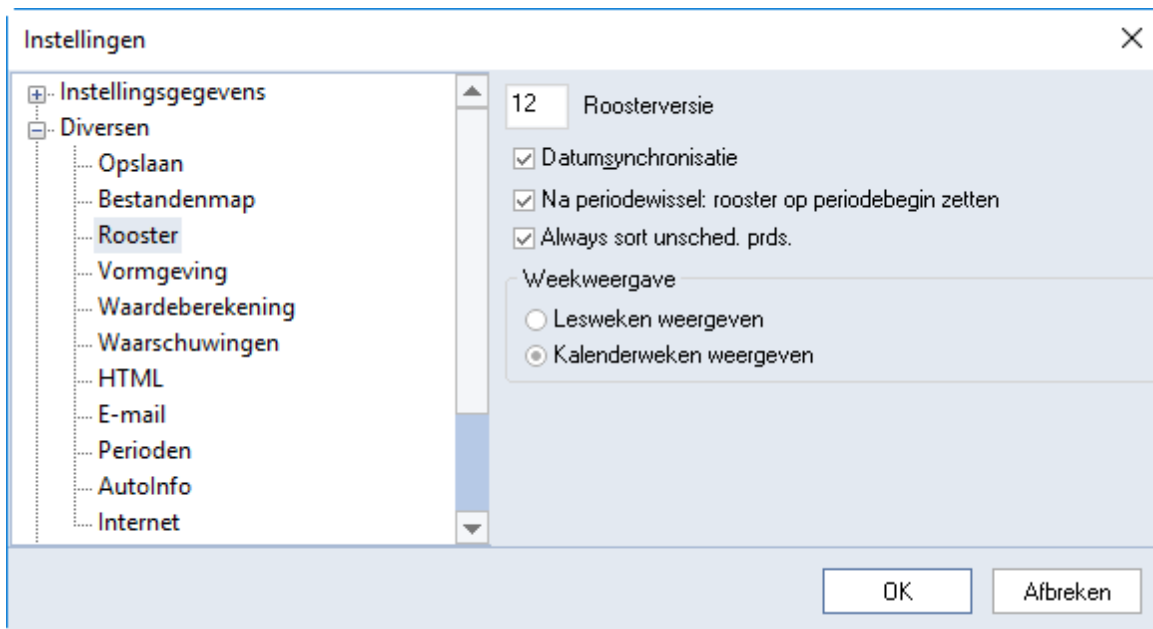 Instellingen
Instellingsgegevens
Diversen
Opslaan
Bestandenmap
Rooster
Vormgeving
Waardeberekening
Waarschuwingen
HTML
E-mail
Perioden
AutoInfo
Internet
12 Roosterversie
Datumsynchronisatie
Na periodewissel: rooster op periodebegin zetten
Always sort unsched. prds.
Weekweergave
Lesweken weergeven
Kalenderweken weergeven
OK Afbreken